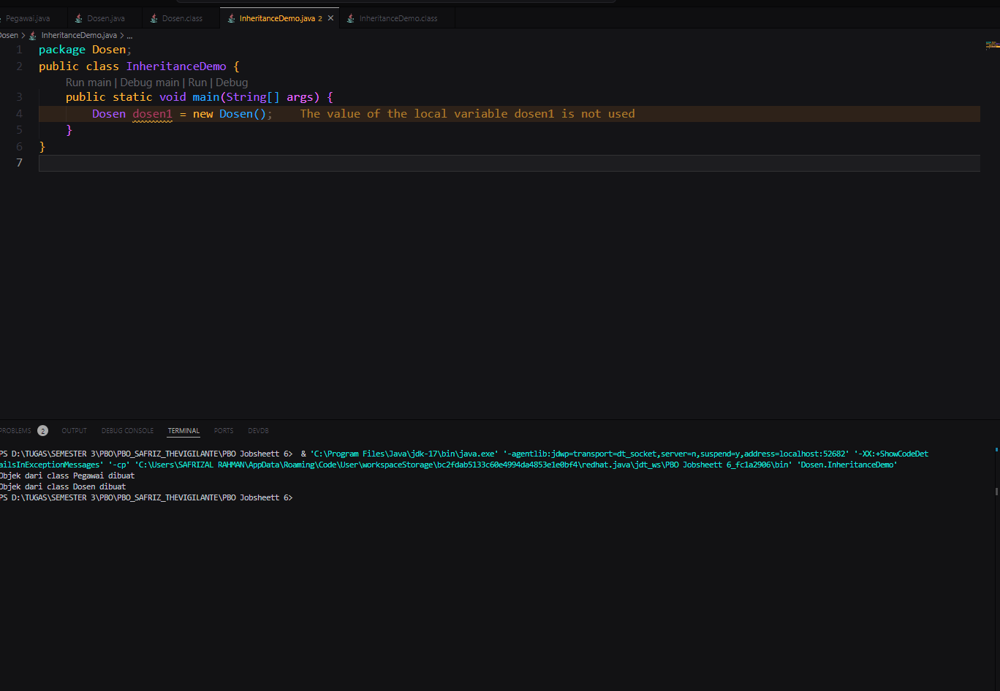 Pegawai.java Dosen.java Dosen.class InheritanceDemo.java 2 InheritanceDemo.class
Dosen > InheritanceDemo.java > ...
1 package Dosen;
2 public class InheritanceDemo {
Run main | Debug main | Run | Debug
3 public static void main(String[] args) {
4 Dosen dosen1 = new Dosen(); The value of the local variable dosen1 is not used
5 }
6 }
7
PROBLEMS 2 OUTPUT DEBUG CONSOLE TERMINAL PORTS DEVDB
PS D:\TUGAS\SEMESTER 3\PBO\PBO_SAFRIZ_THEVIGILANTE\PBO Jobsheett 6> & 'C:\Program Files\Java\jdk-17\bin\java.exe' '-agentlib:jdwp=transport=dt_socket,server=n,suspend=y,address=localhost:52682' '-XX:+ShowCodeDet
ailsInExceptionMessages' '-cp' 'C:\Users\SAFRIZAL RAHMAN\AppData\Roaming\Code\User\workspaceStorage\bc2fdab5133c60e4994da4853e1e0bf4\redhat.java\jdt_ws\PBO Jobsheett 6_fc1a2906\bin' 'Dosen.InheritanceDemo'
Objek dari class Pegawai dibuat
Objek dari class Dosen dibuat
PS D:\TUGAS\SEMESTER 3\PBO\PBO_SAFRIZ_THEVIGILANTE\PBO Jobsheett 6>